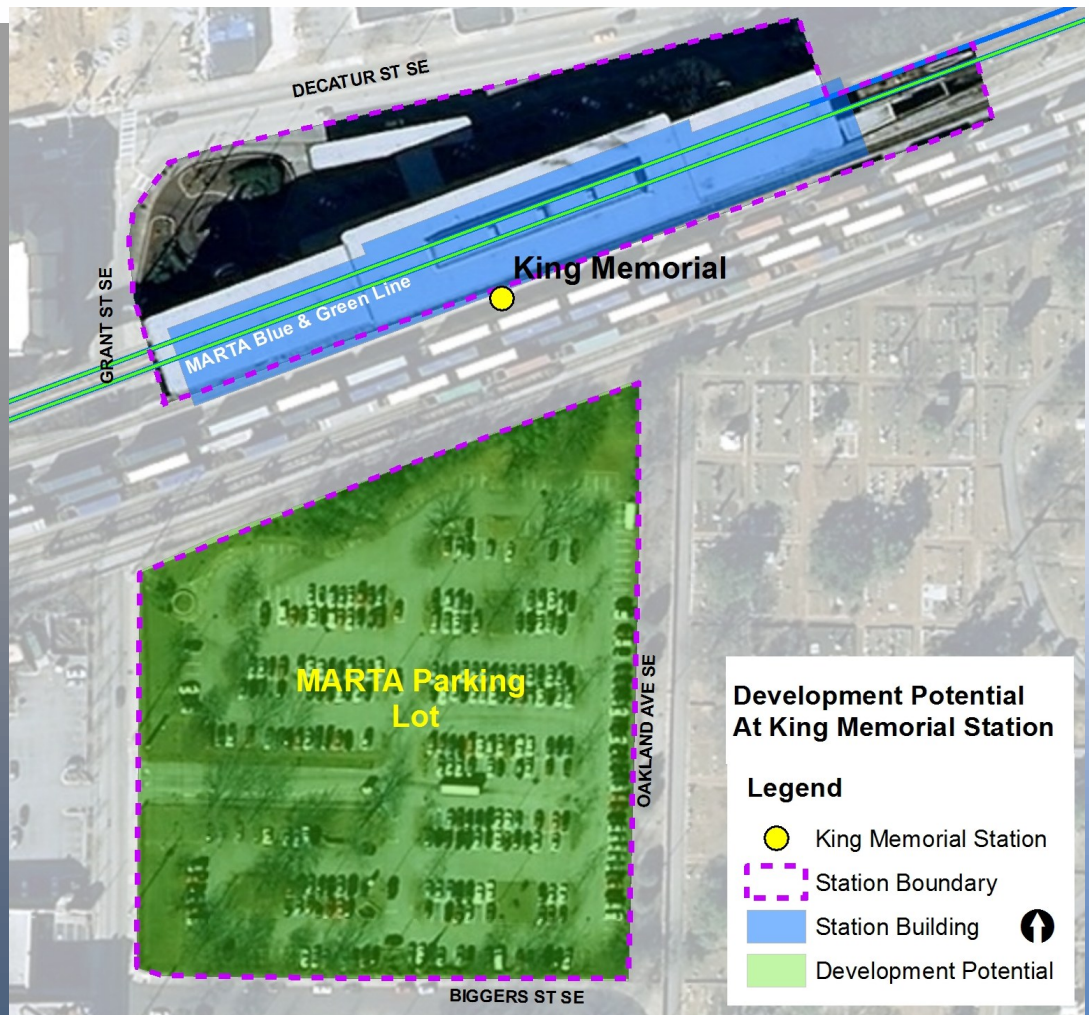 DECATUR ST SE
King Memorial
MARTA Blue & Green Line
GRANT ST SE
MARTA Parking
Lot
OAKLAND AVE SE
Development Potential
At King Memorial Station
Legend
King Memorial Station
Station Boundary
Station Building
Development Potential
BIGGERS ST SE